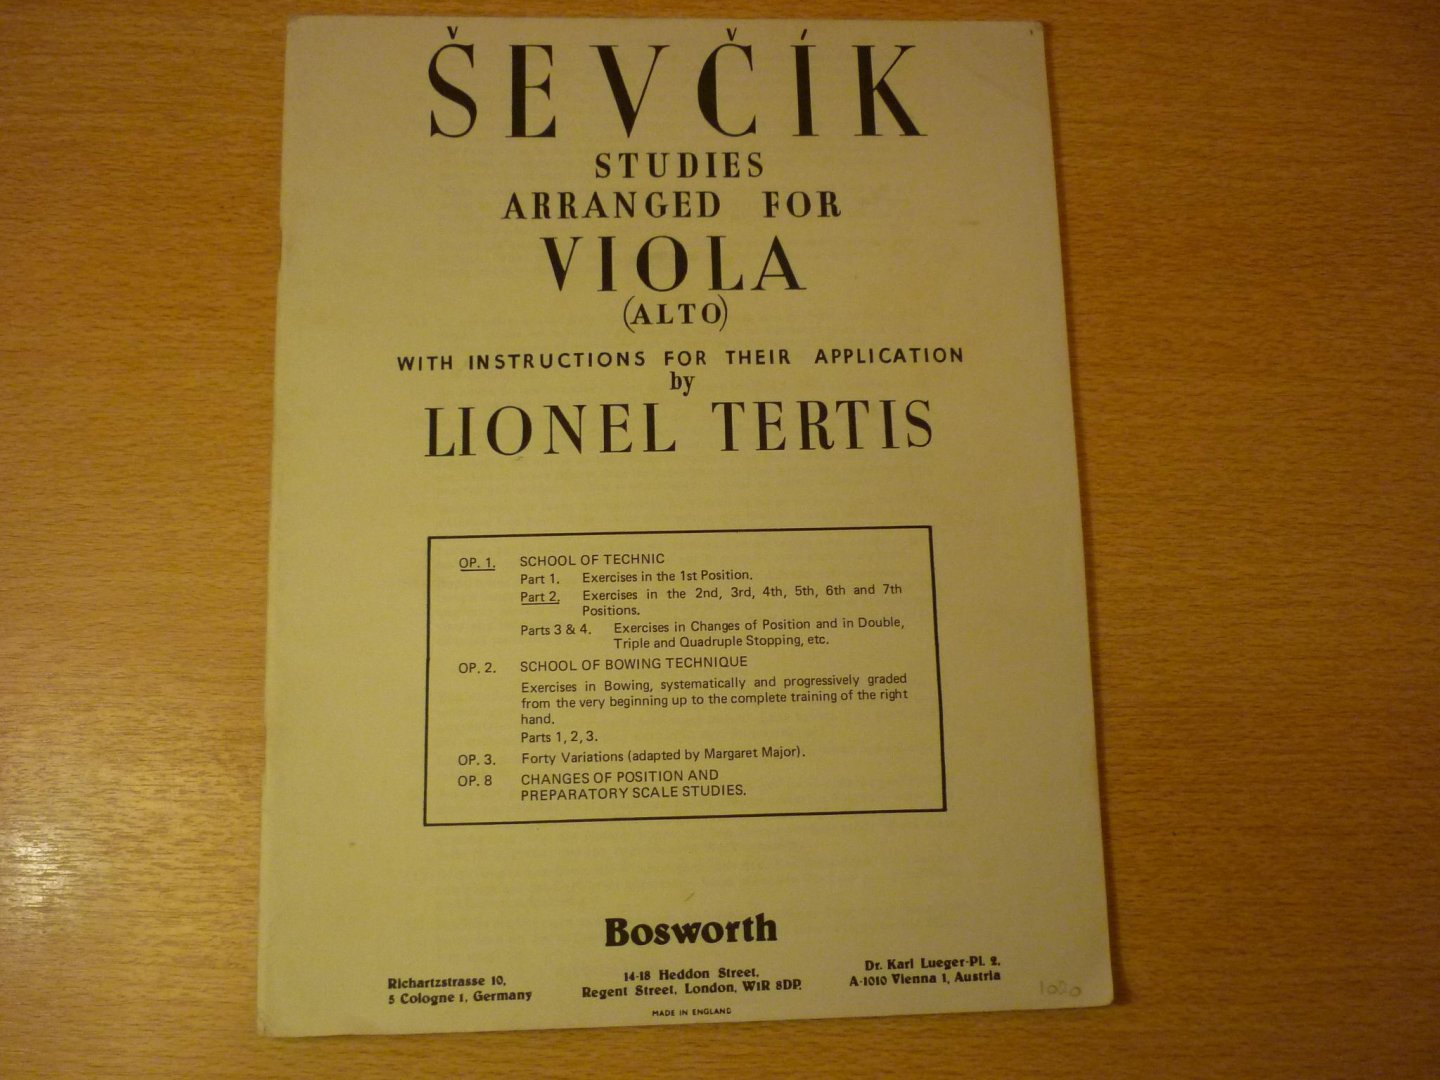 ŠEVČÍK
STUDIES
ARRANGED FOR
VIOLA
(ALTO)
WITH INSTRUCTIONS FOR THEIR APPLICATION
by
LIONEL TERTIS
OP. 1. SCHOOL OF TECHNIC
Part 1. Exercises in the 1st Position.
Part 2. Exercises in the 2nd, 3rd, 4th, 5th, 6th and 7th
Positions.
Parts 3 & 4. Exercises in Changes of Position and in Double,
Triple and Quadruple Stopping, etc.
OP. 2. SCHOOL OF BOWING TECHNIQUE
Exercises in Bowing, systematically and progressively graded
from the very beginning up to the complete training of the right
hand.
Parts 1, 2, 3.
OP. 3. Forty Variations (adapted by Margaret Major).
OP. 8 CHANGES OF POSITION AND
PREPARATORY SCALE STUDIES.
Bosworth
Richartzstrasse 10,
5 Cologne 1, Germany
14-18 Heddon Street,
Regent Street, London, W1R 8DP.
MADE IN ENGLAND
Dr. Karl Lueger-Pl. 2,
A-1010 Vienna 1, Austria